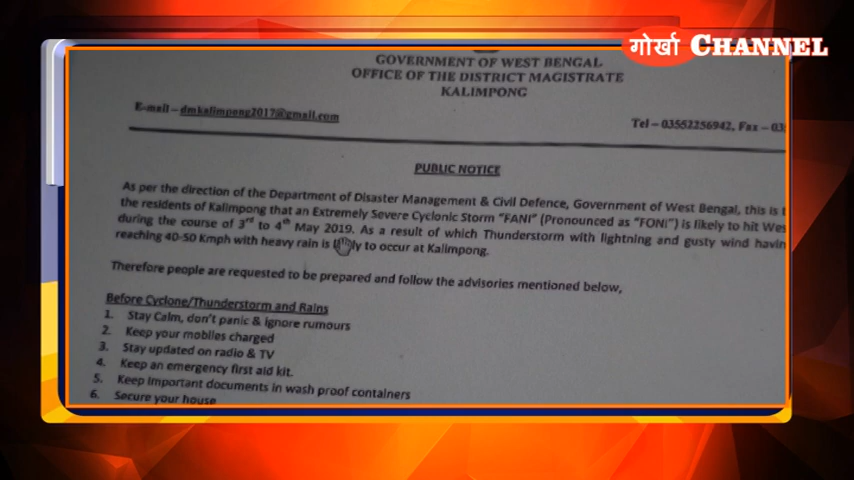 गोर्खा CHANNEL
GOVERNMENT OF WEST BENGAL
OFFICE OF THE DISTRICT MAGISTRATE
KALIMPONG
E-mail – dmkalimpong2017@gmail.com
Tel – 03552256942, Fax – 03
PUBLIC NOTICE
As per the direction of the Department of Disaster Management & Civil Defence, Government of West Bengal, this is
the residents of Kalimpong that an Extremely Severe Cyclonic Storm "FANI" (Pronounced as "FONI") is likely to hit Wes
during the course of 3rd to 4th May 2019. As a result of which Thunderstorm with lightning and gusty wind havin
reaching 40-50 Kmph with heavy rain is likely to occur at Kalimpong.
Therefore people are requested to be prepared and follow the advisories mentioned below,
Before Cyclone/Thunderstorm and Rains
1. Stay Calm, don't panic & ignore rumours
2. Keep your mobiles charged
3. Stay updated on radio & TV
4. Keep an emergency first aid kit.
5. Keep important documents in wash proof containers
6. Secure your house